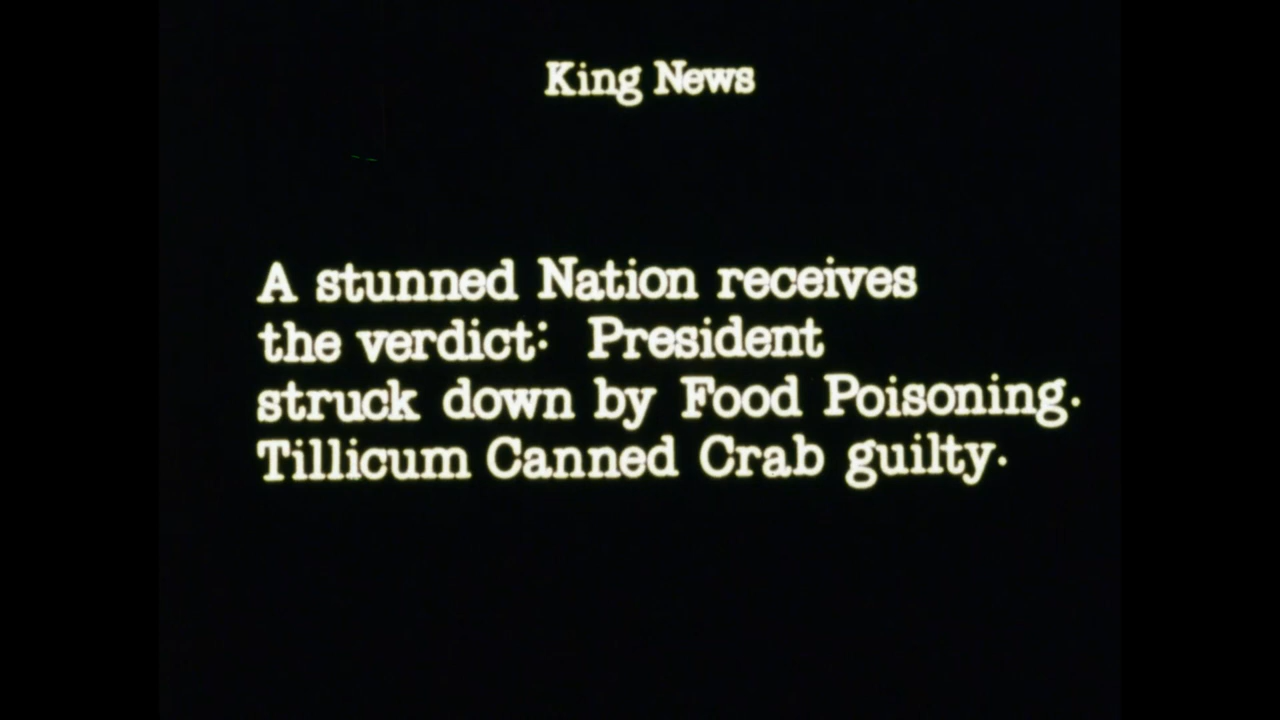 King News
A stunned Nation receives
the verdict: President
struck down by Food Poisoning.
Tillicum Canned Crab guilty.